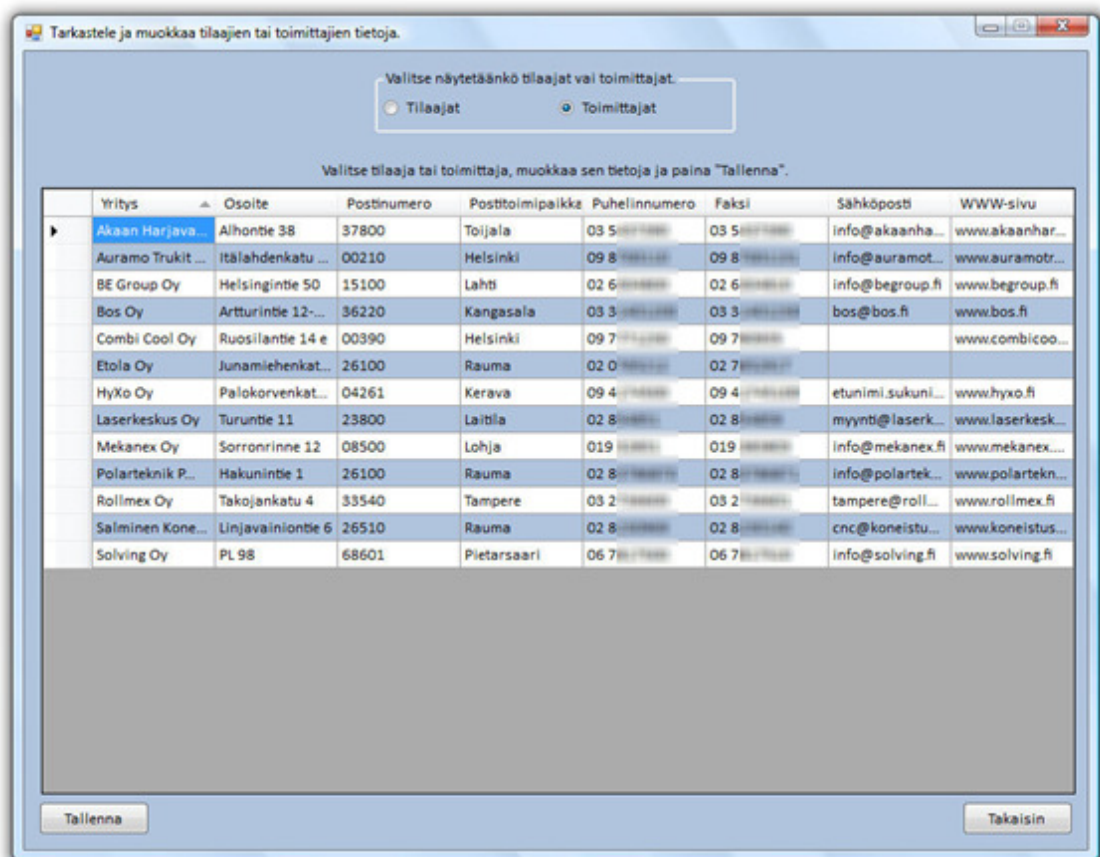 Tarkastele ja muokkaa tilaajien tai toimittajien tietoja.
Valitse näytetäänkö tilaajat vai toimittajat.
Tilaajat Toimittajat
Valitse tilaaja tai toimittaja, muokkaa sen tietoja ja paina "Tallenna".
Yritys Osoite Postinumero Postitoimipaikka Puhelinnumero Faksi Sähköposti WWW-sivu
Akaan Harjava... Alhontie 38 37800 Toijala 03 5 03 5 info@akaanha... www.akaanhar...
Auramo Trukit ... Itälahdenkatu ... 00210 Helsinki 09 8 09 8 info@auramot... www.auramotr...
BE Group Oy Helsingintie 50 15100 Lahti 02 6 02 6 info@begroup.fi www.begroup.fi
Bos Oy Artturintie 12-... 36220 Kangasala 03 3 03 3 bos@bos.fi www.bos.fi
Combi Cool Oy Ruosilantie 14 e 00390 Helsinki 09 7 09 7 www.combicoo...
Etola Oy Junamiehenkat... 26100 Rauma 02 0 02 7
HyXo Oy Palokorvenkat... 04261 Kerava 09 4 09 4 etunimi.sukuni... www.hyxo.fi
Laserkeskus Oy Turuntie 11 23800 Laitila 02 8 02 8 myynti@laserk... www.laserkesk...
Mekanex Oy Sorronrinne 12 08500 Lohja 019 019 info@mekanex.fi www.mekanex....
Polarteknik P... Hakunintie 1 26100 Rauma 02 8 02 8 info@polartek... www.polartekn...
Rollmex Oy Takojankatu 4 33540 Tampere 03 2 03 2 tampere@roll... www.rollmex.fi
Salminen Kone... Linjavainiontie 6 26510 Rauma 02 8 02 8 cnc@koneistu... www.koneistus...
Solving Oy PL 98 68601 Pietarsaari 06 7 06 7 info@solving.fi www.solving.fi
Tallenna Takaisin